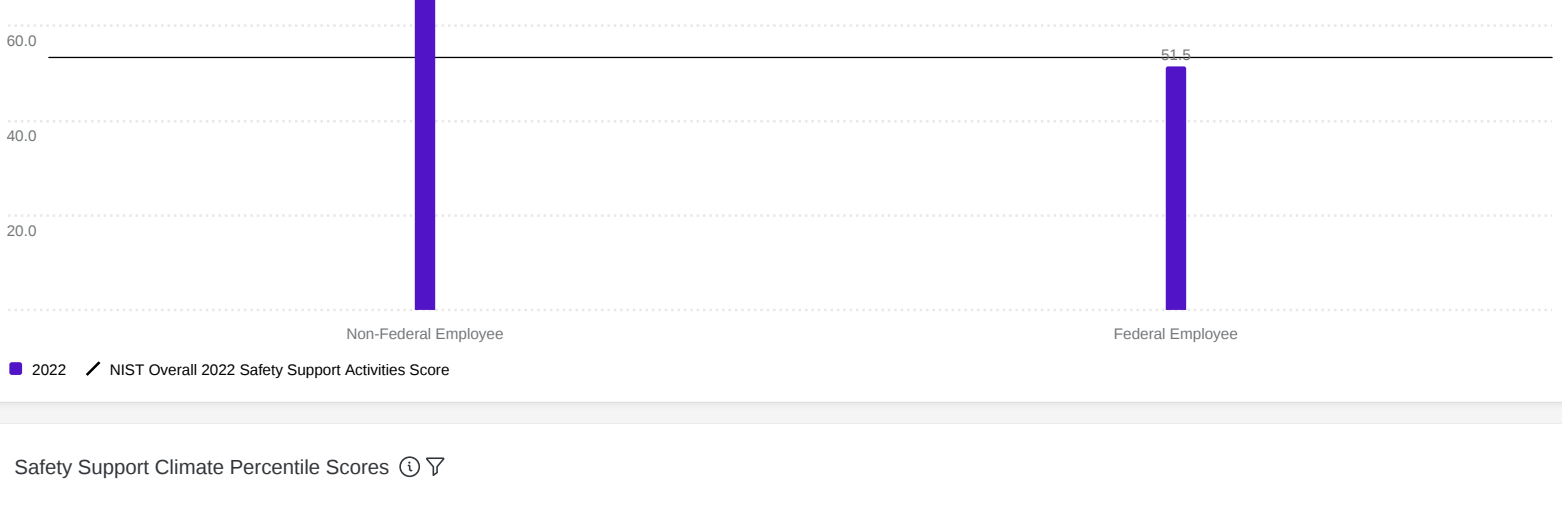 60.0
51.5
40.0
20.0
Non-Federal Employee
Federal Employee
2022
NIST Overall 2022 Safety Support Activities Score
Safety Support Climate Percentile Scores